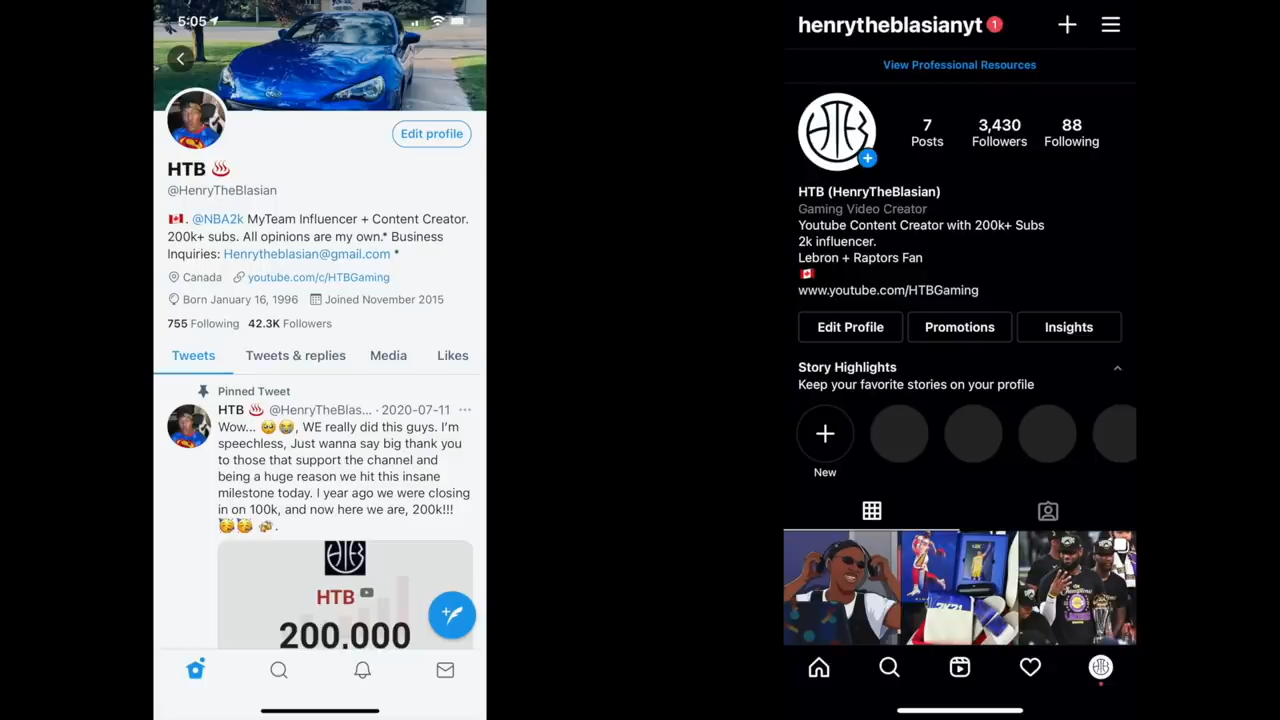 5:05
Edit profile
HTB ♨️
@HenryTheBlasian
🇨🇦. @NBA2k MyTeam Influencer + Content Creator.
200k+ subs. All opinions are my own.* Business
Inquiries: Henrytheblasian@gmail.com *
Canada youtube.com/c/HTBGaming
Born January 16, 1996 Joined November 2015
755 Following 42.3K Followers
Tweets Tweets & replies Media Likes
Pinned Tweet
HTB ♨️ @HenryTheBlas... · 2020-07-11 ...
Wow... 🥺😭, WE really did this guys. I'm
speechless, Just wanna say big thank you
to those that support the channel and
being a huge reason we hit this insane
milestone today. I year ago we were closing
in on 100k, and now here we are, 200k!!!
🥳🥳 🎉.
HTB
HTB
200,000
henrytheblasianyt 1
View Professional Resources
HTB
7 3,430 88
Posts Followers Following
HTB (HenryTheBlasian)
Gaming Video Creator
Youtube Content Creator with 200k+ Subs
2k influencer.
Lebron + Raptors Fan
🇨🇦
www.youtube.com/HTBGaming
Edit Profile Promotions Insights
Story Highlights
Keep your favorite stories on your profile
New
2K21
Champions